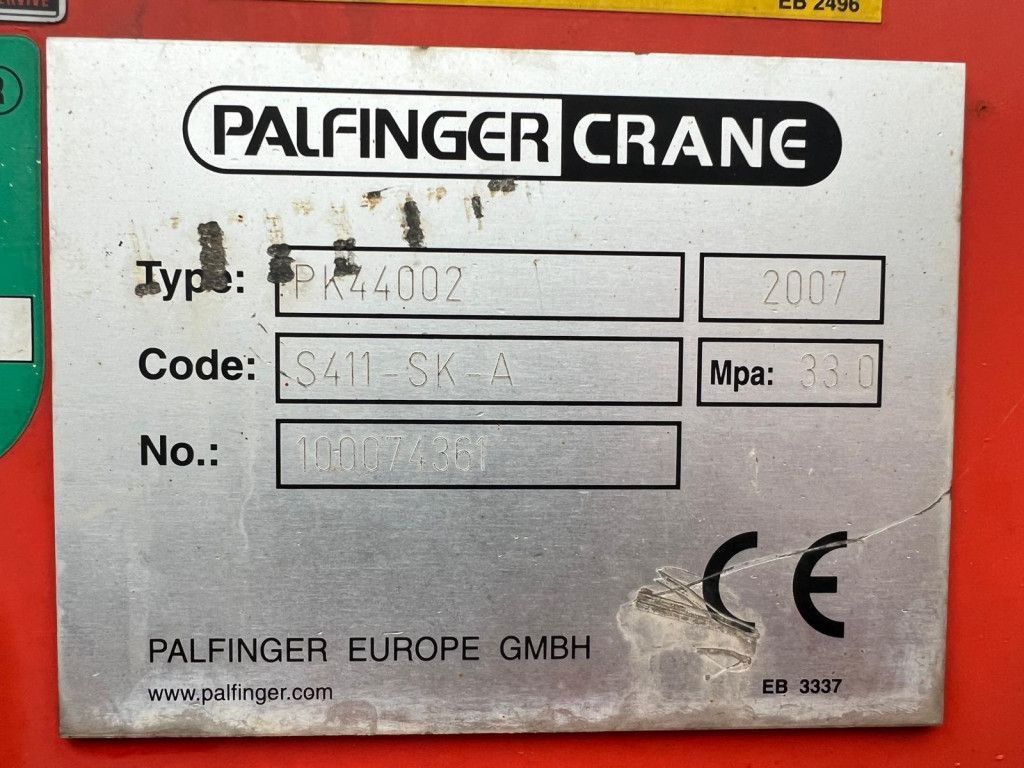 EB 2496
R
PALFINGER CRANE
Type: PK44002 2007
Code: S411-SK-A Mpa: 33.0
No.: 100074361
CE
PALFINGER EUROPE GMBH
www.palfinger.com
EB 3337